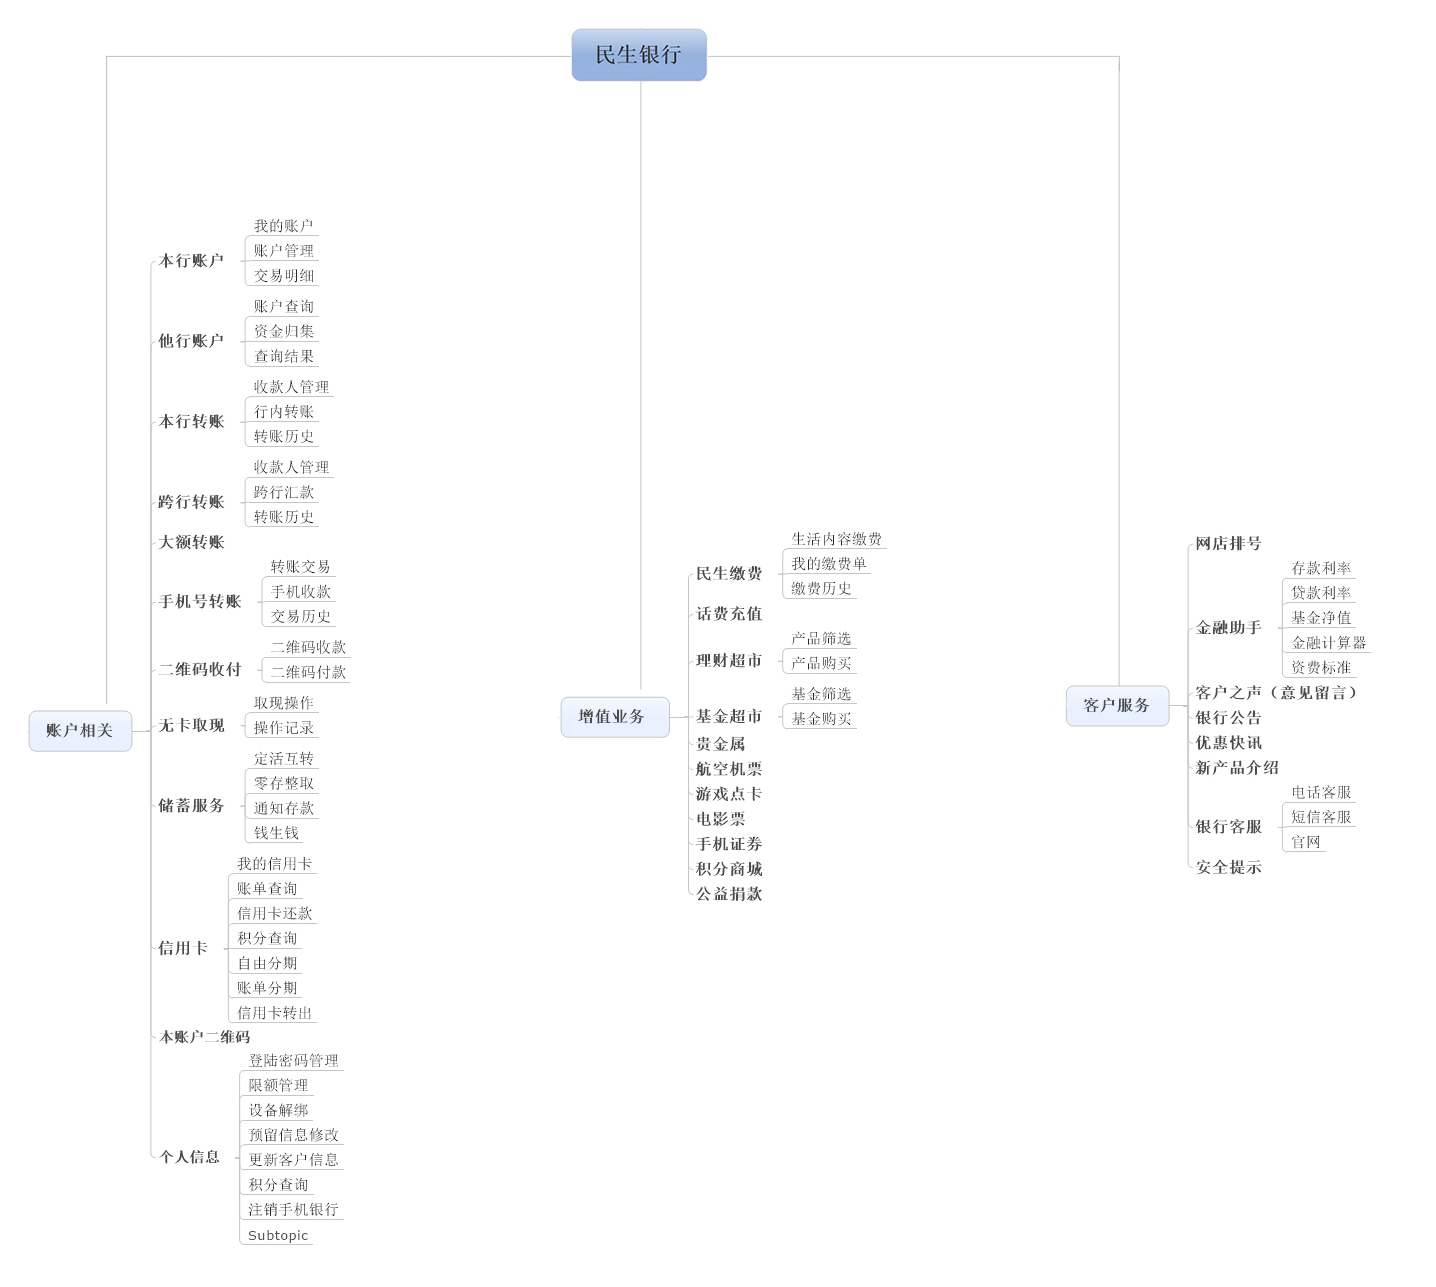 民生银行
账户相关
本行账户
我的账户
账户管理
交易明细
他行账户
账户查询
资金归集
查询结果
本行转账
收款人管理
行内转账
转账历史
跨行转账
收款人管理
跨行汇款
转账历史
大额转账
手机号转账
转账交易
手机收款
交易历史
二维码收付
二维码收款
二维码付款
无卡取现
取现操作
操作记录
储蓄服务
定活互转
零存整取
通知存款
钱生钱
信用卡
我的信用卡
账单查询
信用卡还款
积分查询
自由分期
账单分期
信用卡转出
本账户二维码
个人信息
登陆密码管理
限额管理
设备解绑
预留信息修改
更新客户信息
积分查询
注销手机银行
Subtopic
增值业务
民生缴费
生活内容缴费
我的缴费单
缴费历史
话费充值
理财超市
产品筛选
产品购买
基金超市
基金筛选
基金购买
贵金属
航空机票
游戏点卡
电影票
手机证券
积分商城
公益捐款
客户服务
网店排号
金融助手
存款利率
贷款利率
基金净值
金融计算器
资费标准
客户之声（意见留言）
银行公告
优惠快讯
新产品介绍
银行客服
电话客服
短信客服
官网
安全提示